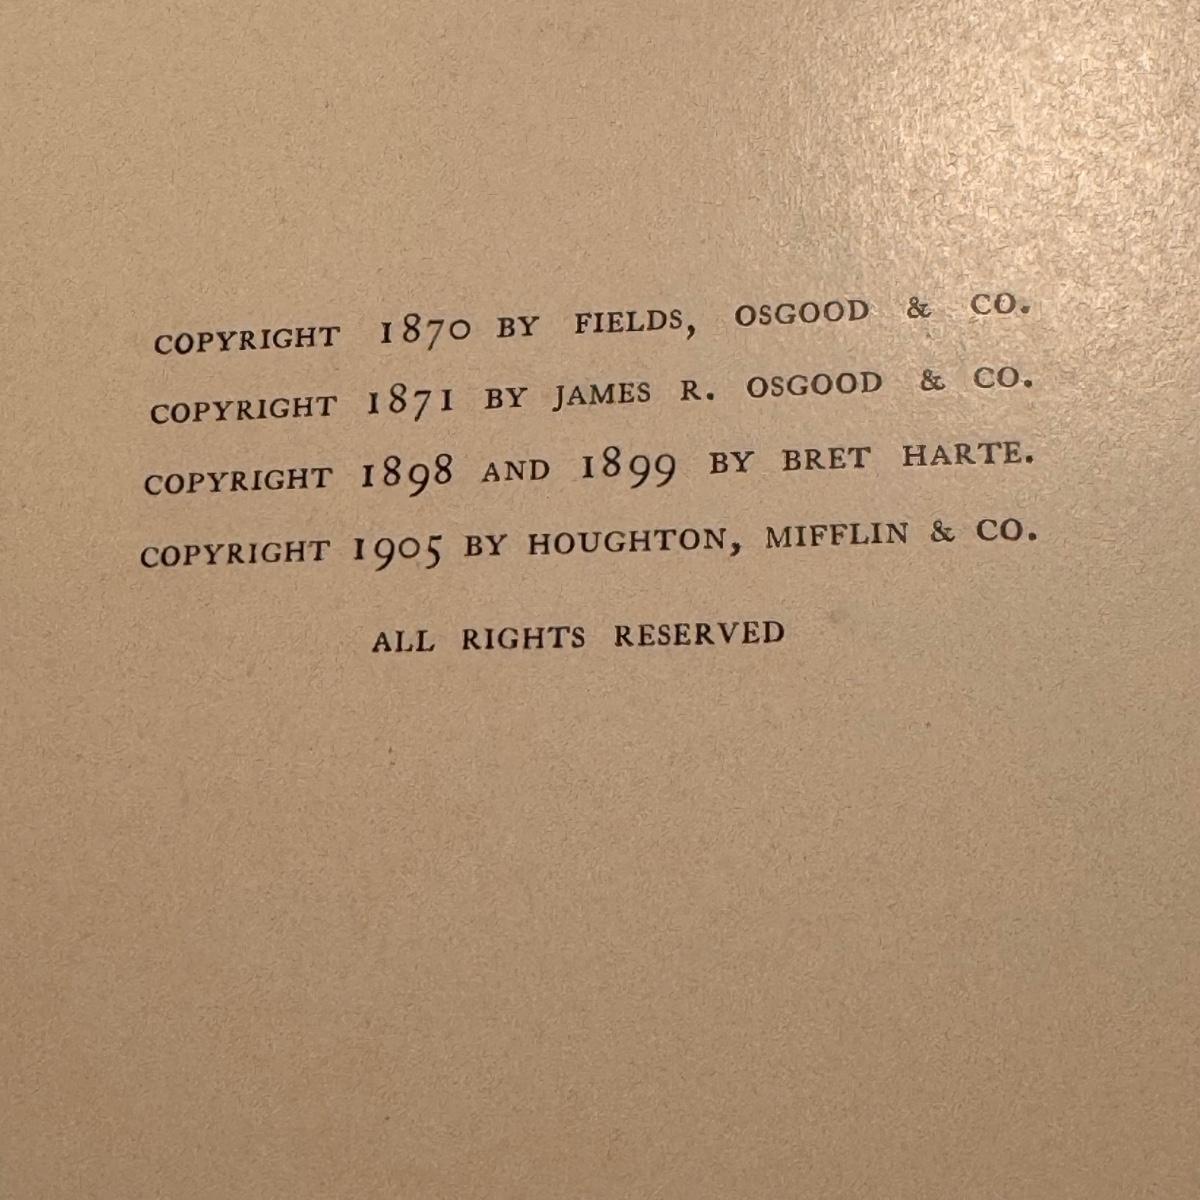 COPYRIGHT 1870 BY FIELDS, OSGOOD & CO.
COPYRIGHT 1871 BY JAMES R. OSGOOD & CO.
COPYRIGHT 1898 AND 1899 BY BRET HARTE.
COPYRIGHT 1905 BY HOUGHTON, MIFFLIN & CO.
ALL RIGHTS RESERVED